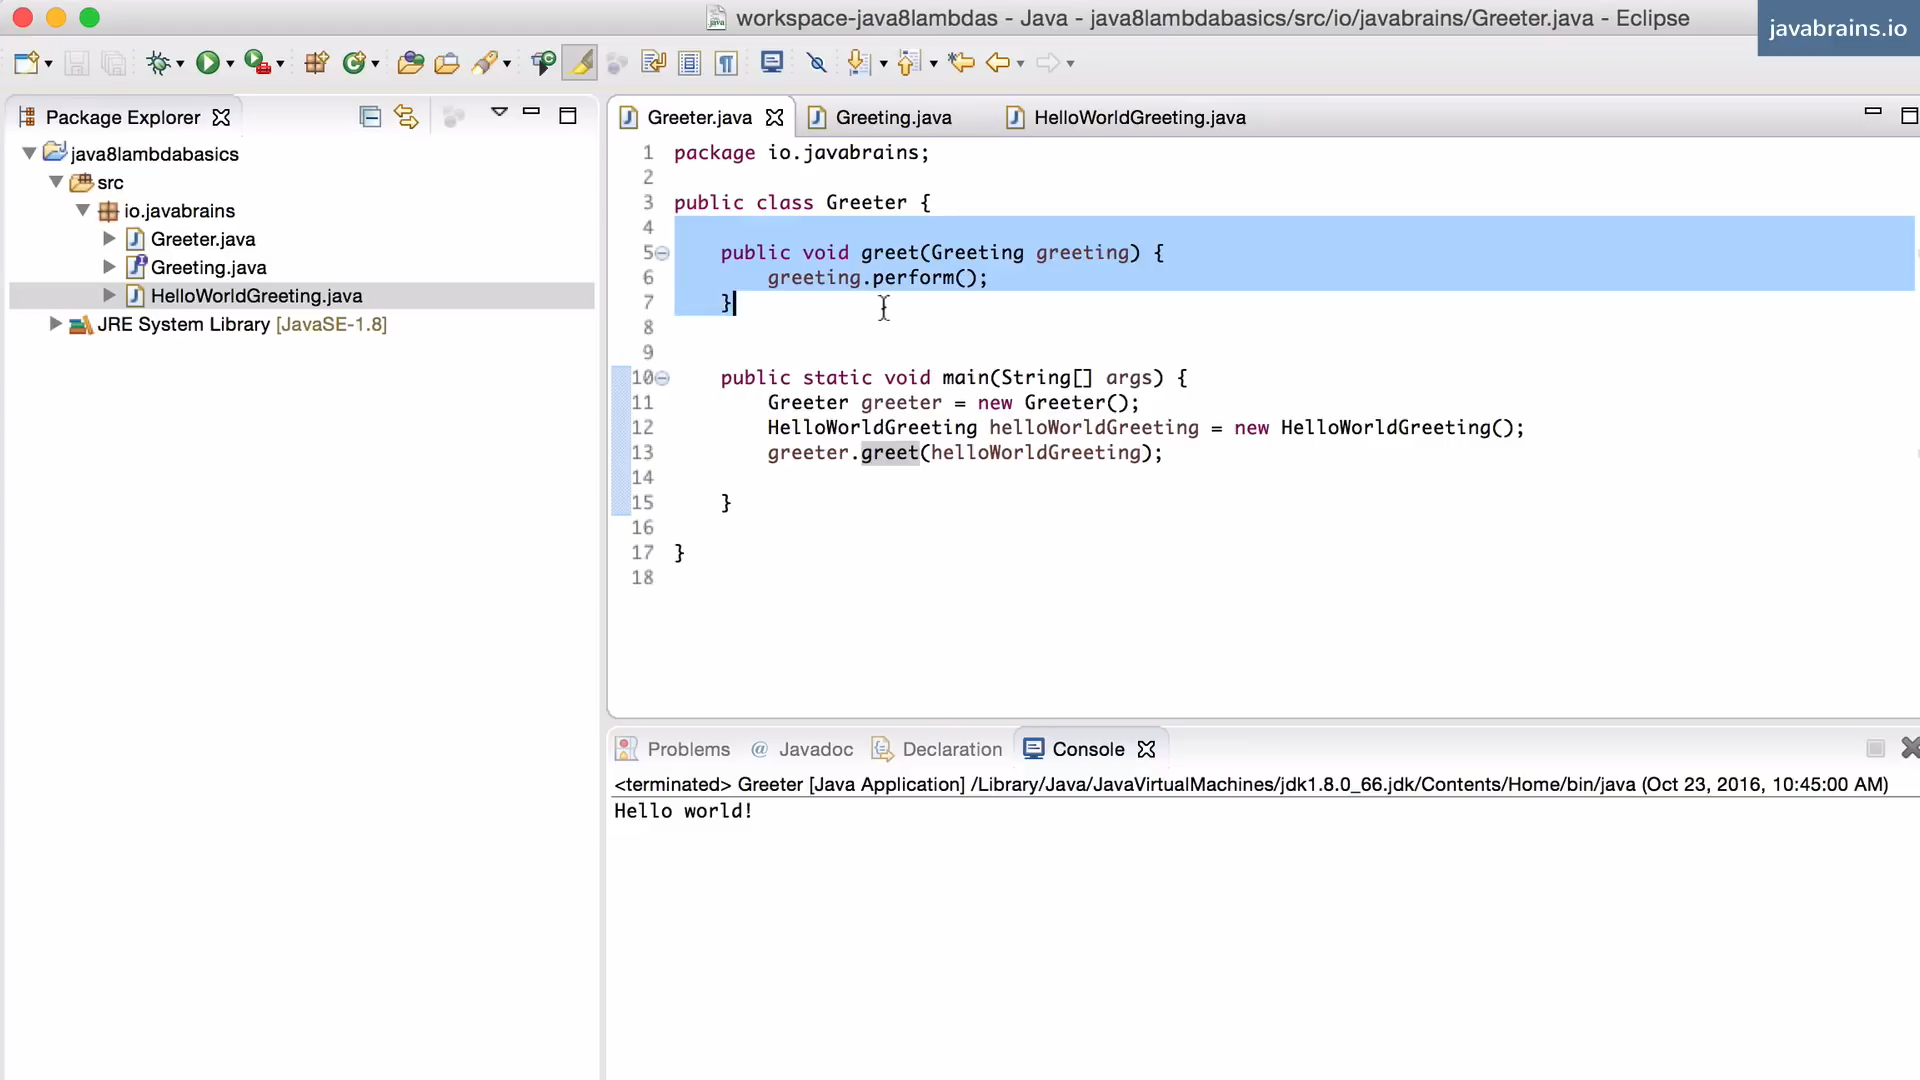 workspace-java8lambdas - Java - java8lambdabasics/src/io/javabrains/Greeter.java - Eclipse
javabrains.io
Package Explorer
java8lambdabasics
src
io.javabrains
Greeter.java
Greeting.java
HelloWorldGreeting.java
JRE System Library [JavaSE-1.8]
Greeter.java Greeting.java HelloWorldGreeting.java
1 package io.javabrains;
2
3 public class Greeter {
4
5 public void greet(Greeting greeting) {
6 greeting.perform();
7 }
8
9
10 public static void main(String[] args) {
11 Greeter greeter = new Greeter();
12 HelloWorldGreeting helloWorldGreeting = new HelloWorldGreeting();
13 greeter.greet(helloWorldGreeting);
14
15 }
16
17 }
18
Problems @ Javadoc Declaration Console
<terminated> Greeter [Java Application] /Library/Java/JavaVirtualMachines/jdk1.8.0_66.jdk/Contents/Home/bin/java (Oct 23, 2016, 10:45:00 AM)
Hello world!